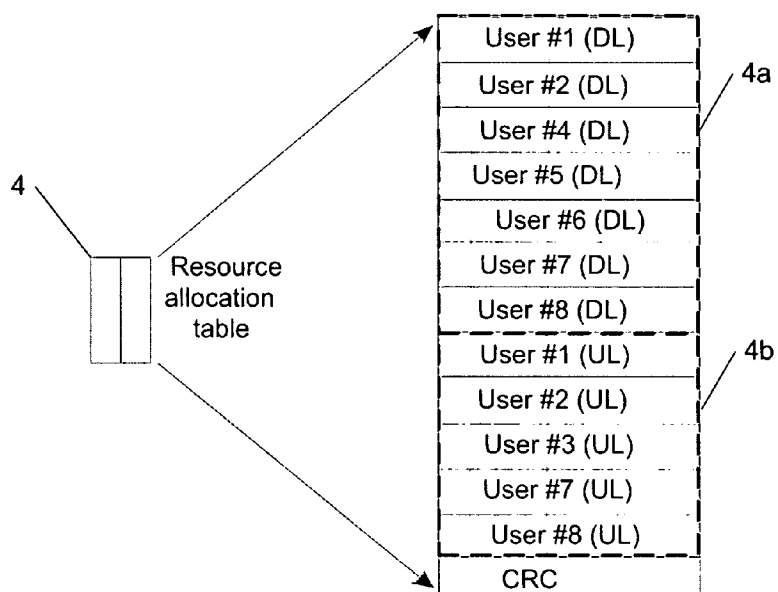 4
Resource
allocation
table
User #1 (DL)
User #2 (DL)
User #4 (DL)
User #5 (DL)
User #6 (DL)
User #7 (DL)
User #8 (DL)
User #1 (UL)
User #2 (UL)
User #3 (UL)
User #7 (UL)
User #8 (UL)
CRC
4a
4b